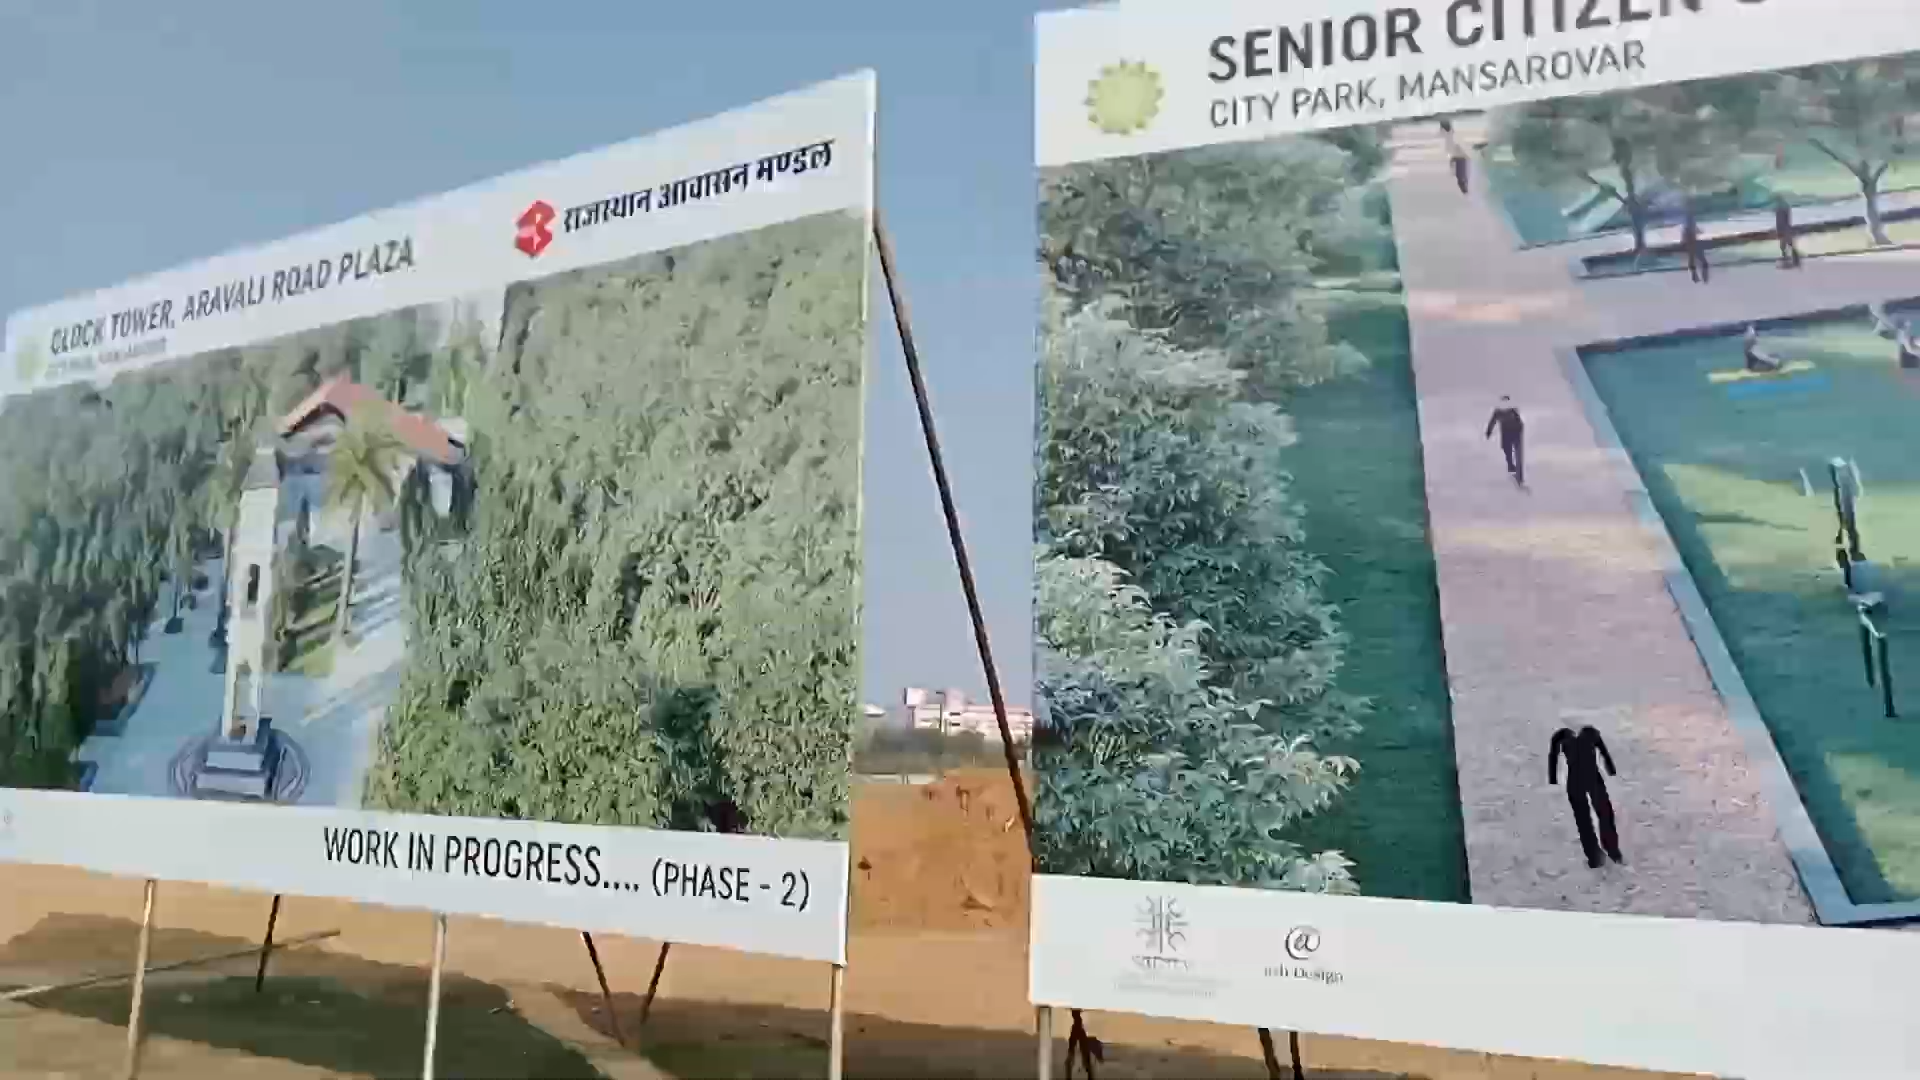 CLOCK TOWER, ARAVALI ROAD PLAZA
राजस्थान आवासन मण्डल
WORK IN PROGRESS.... (PHASE - 2)
SENIOR CITIZEN
CITY PARK, MANSAROVAR
@
Design